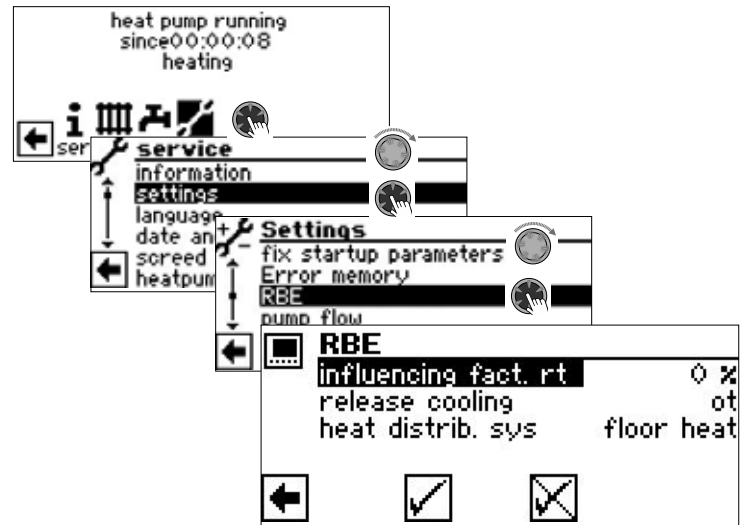 heat pump running
since00:00:08
heating
service
information
settings
language
date an
screed
heatpum
Settings
fix startup parameters
Error memory
RBE
pump flow
RBE
influencing fact. rt 0 %
release cooling ot
heat distrib. sys floor heat